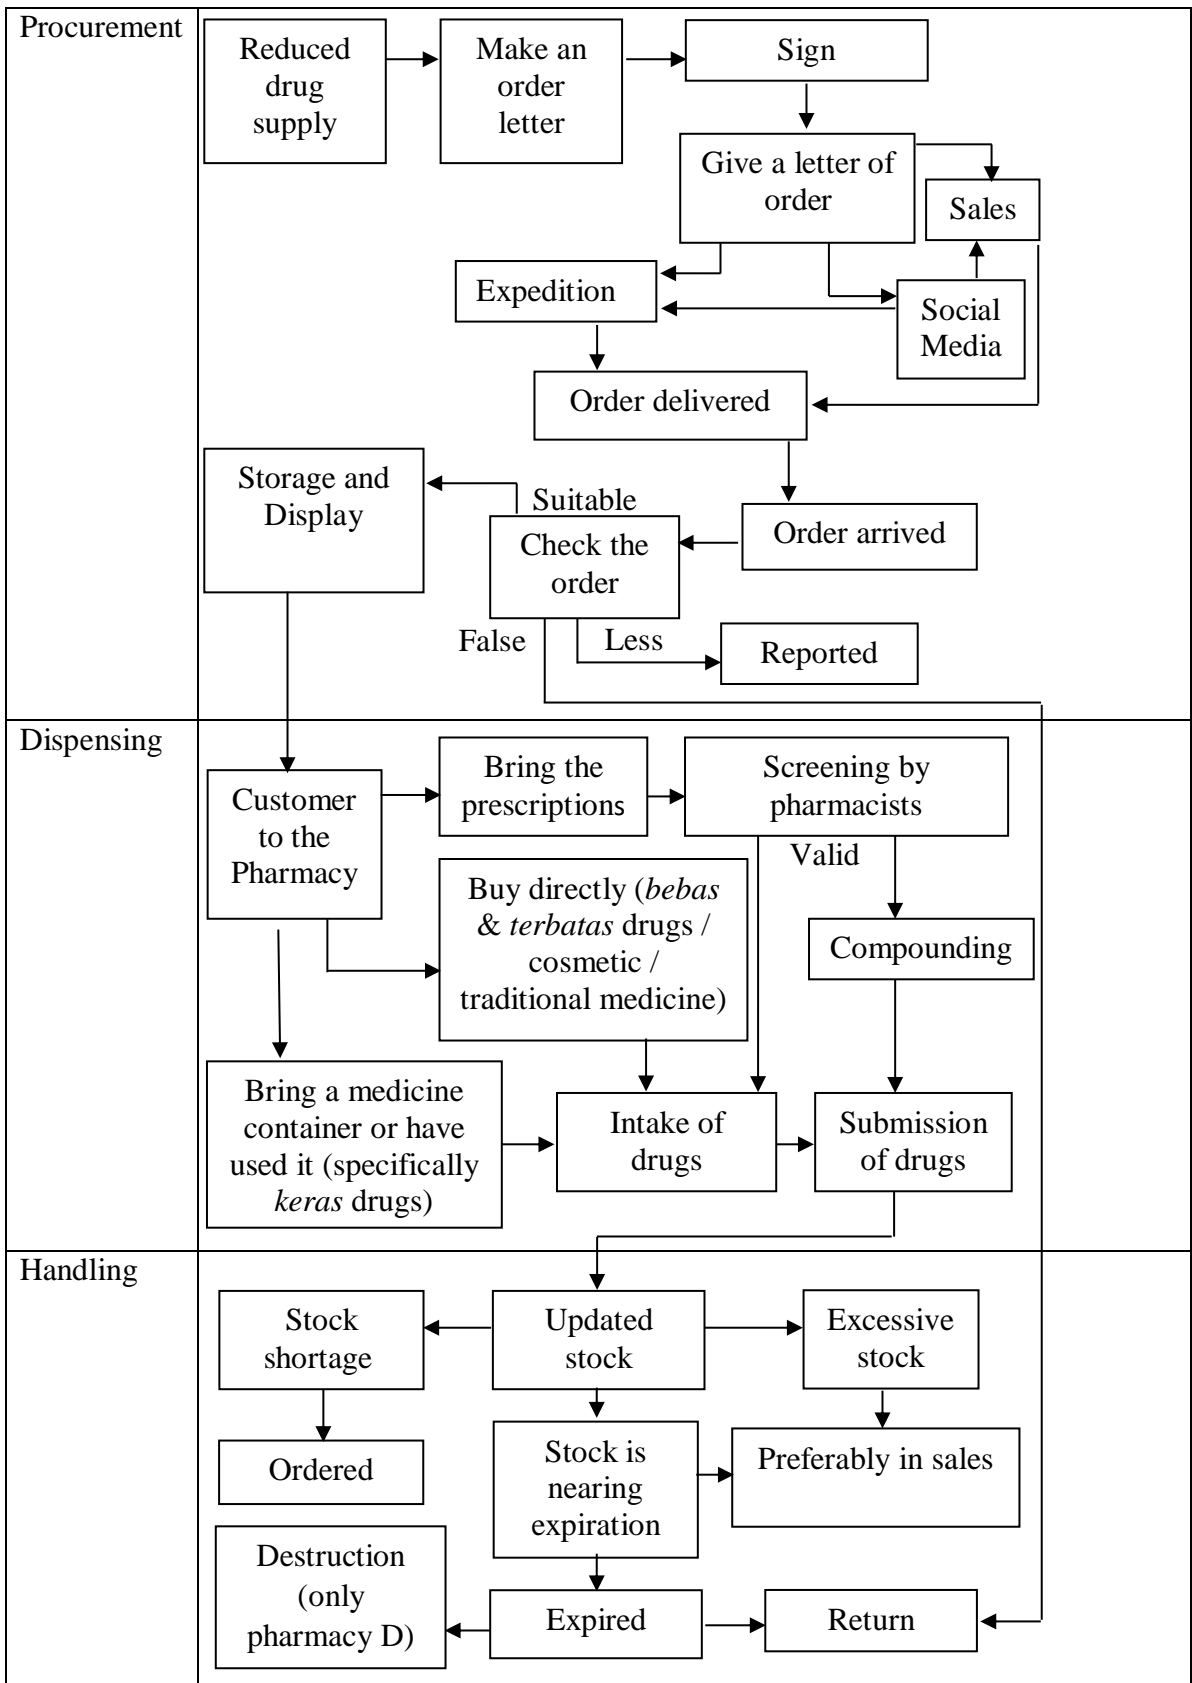 Procurement
Reduced
drug
supply
Make an
order
letter
Sign
Give a letter of
order
Sales
Expedition
Social
Media
Order delivered
Storage and
Display
Suitable
Check the
order
Order arrived
False
Less
Reported
Dispensing
Customer
to the
Pharmacy
Bring the
prescriptions
Screening by
pharmacists
Valid
Buy directly (bebas
& terbatas drugs /
cosmetic /
traditional medicine)
Compounding
Bring a medicine
container or have
used it (specifically
keras drugs)
Intake of
drugs
Submission
of drugs
Handling
Stock
shortage
Updated
stock
Excessive
stock
Ordered
Stock is
nearing
expiration
Preferably in sales
Destruction
(only
pharmacy D)
Expired
Return